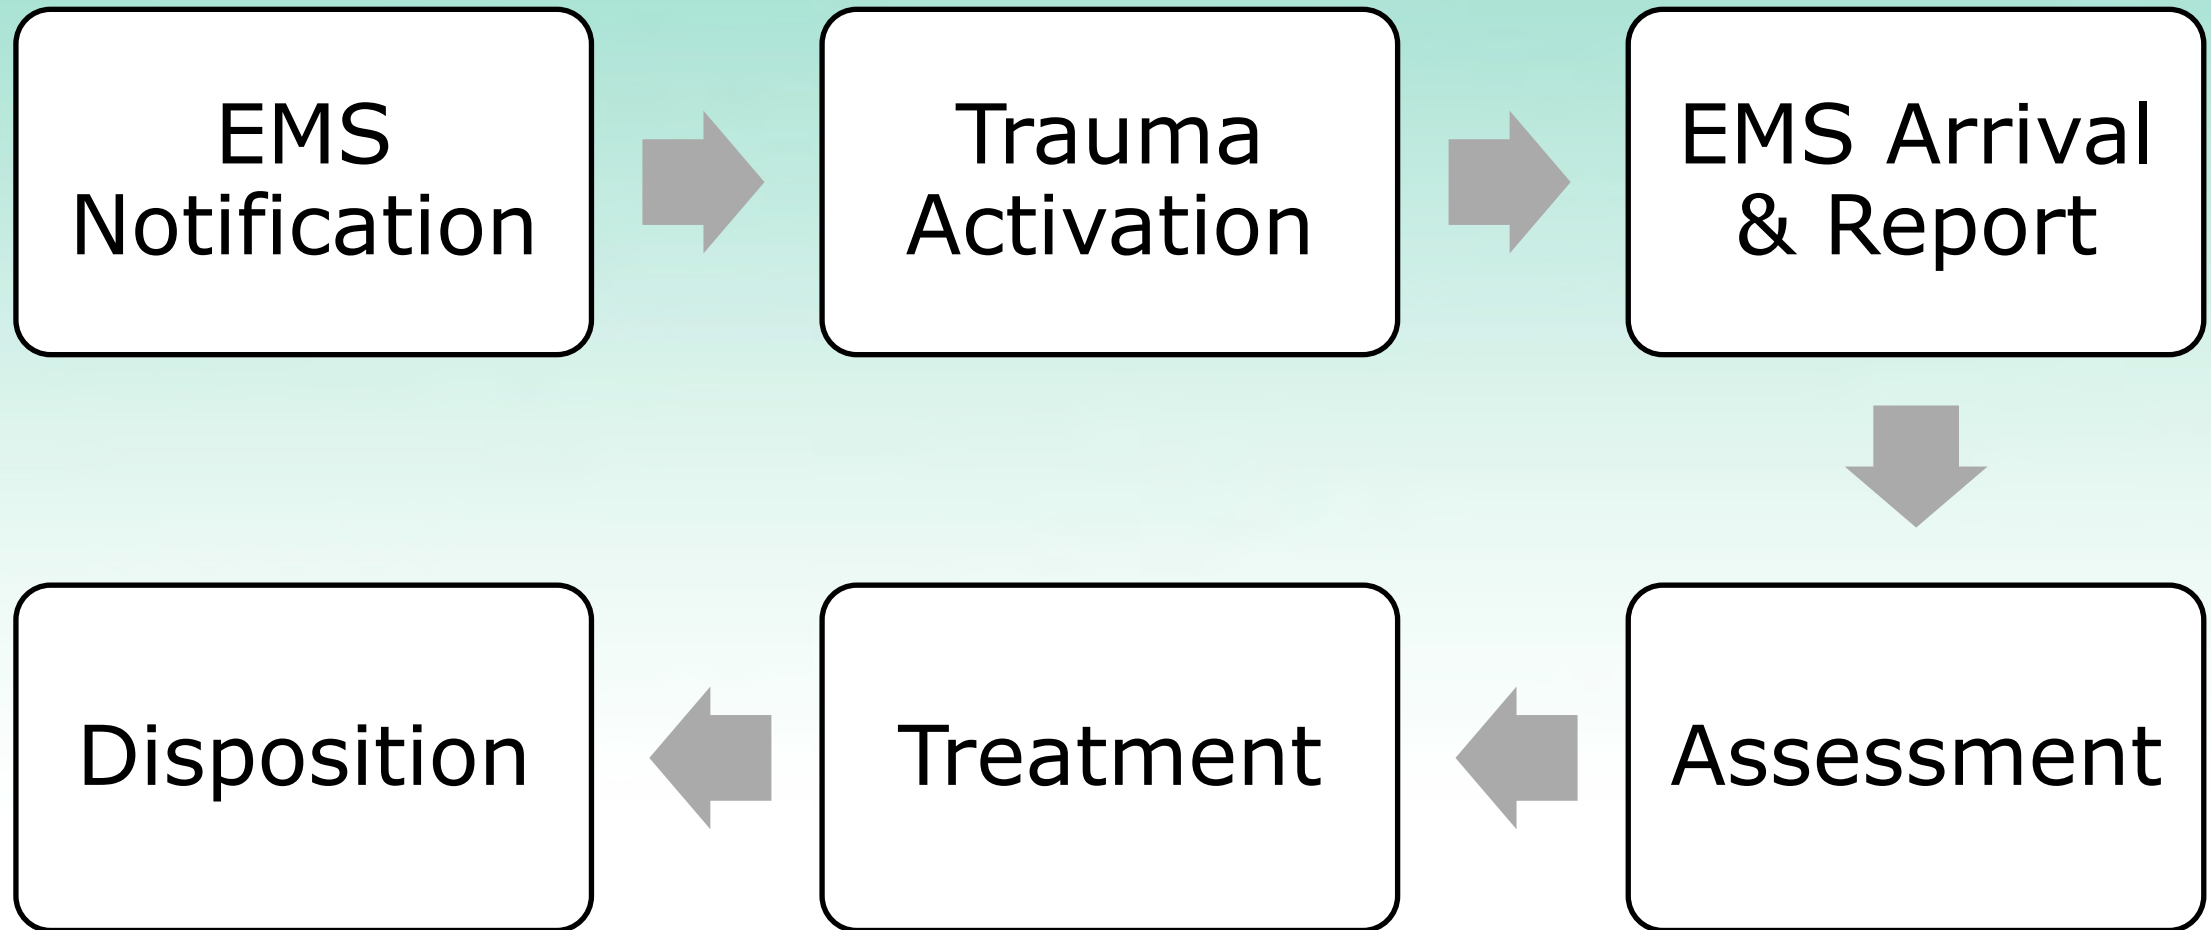 EMS
Notification
Trauma
Activation
EMS Arrival
& Report
Assessment
Treatment
Disposition